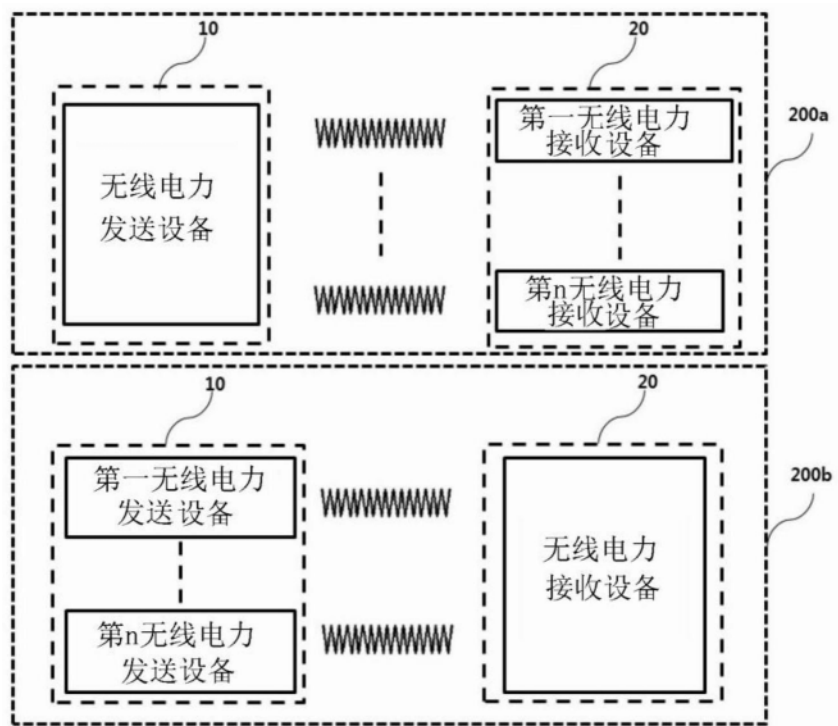 10
20
200a
无线电力
发送设备
第一无线电力
接收设备
第n无线电力
接收设备
10
20
200b
第一无线电力
发送设备
第n无线电力
发送设备
无线电力
接收设备